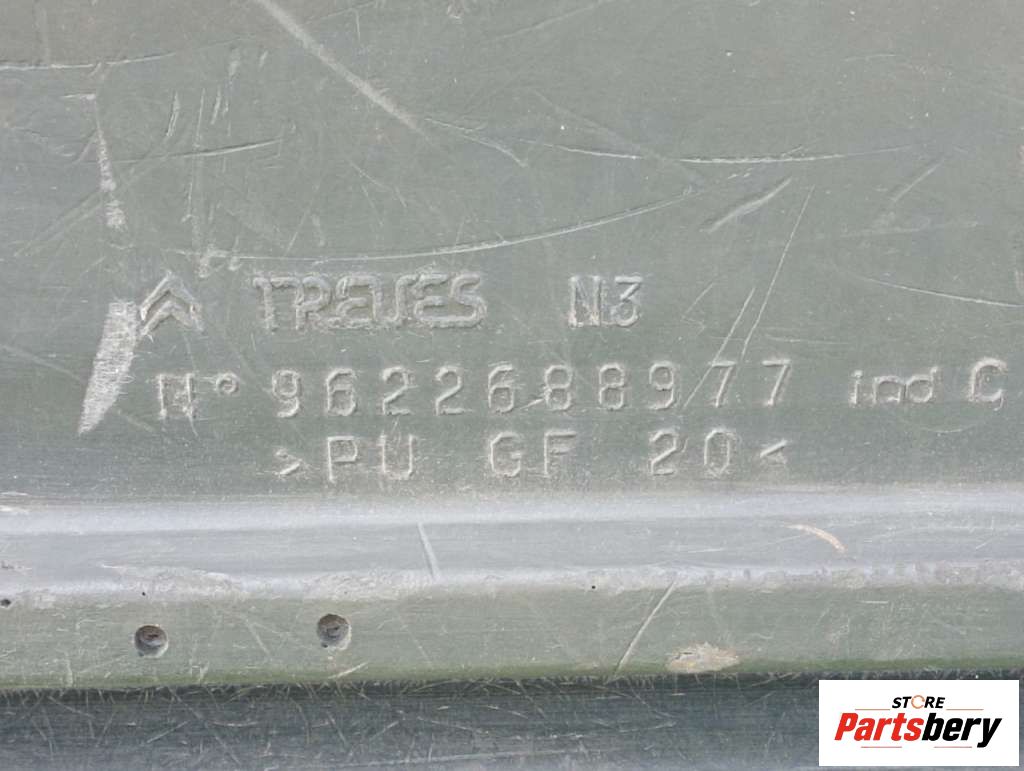 TREVES N3
N° 9622688977 ind C
>PU GF 20<
STORE
Partsbery